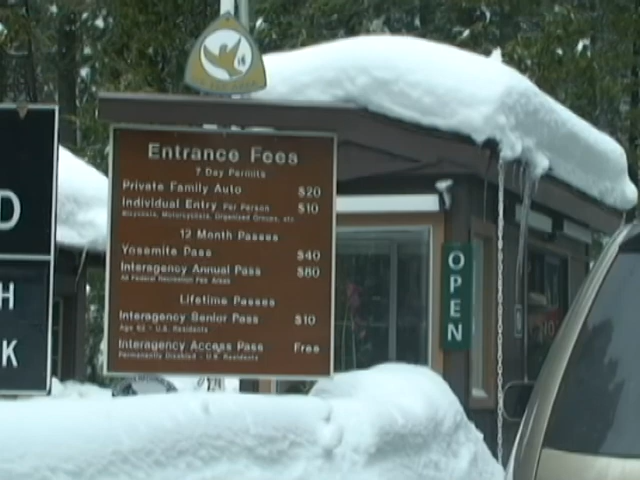 Entrance Fees
7 Day Permits
Private Family Auto $20
Individual Entry Per Person $10
Bicyclists, Motorcyclists, Organized Groups, etc.
12 Month Passes
Yosemite Pass $40
Interagency Annual Pass $80
All Federal Recreation Fee Areas
Lifetime Passes
Interagency Senior Pass $10
Age 62 - U.S. Residents
Interagency Access Pass Free
Permanently Disabled - U.S. Residents
OPEN
D
H
K